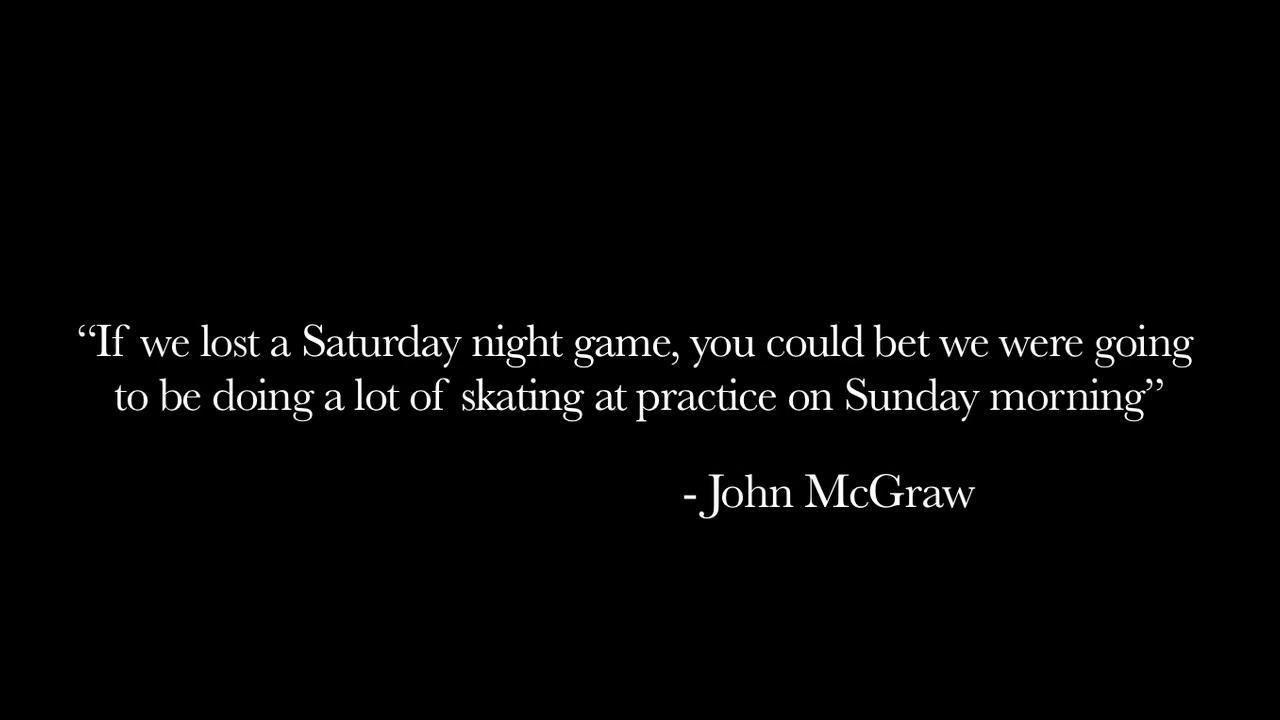 “If we lost a Saturday night game, you could bet we were going
to be doing a lot of skating at practice on Sunday morning”
- John McGraw